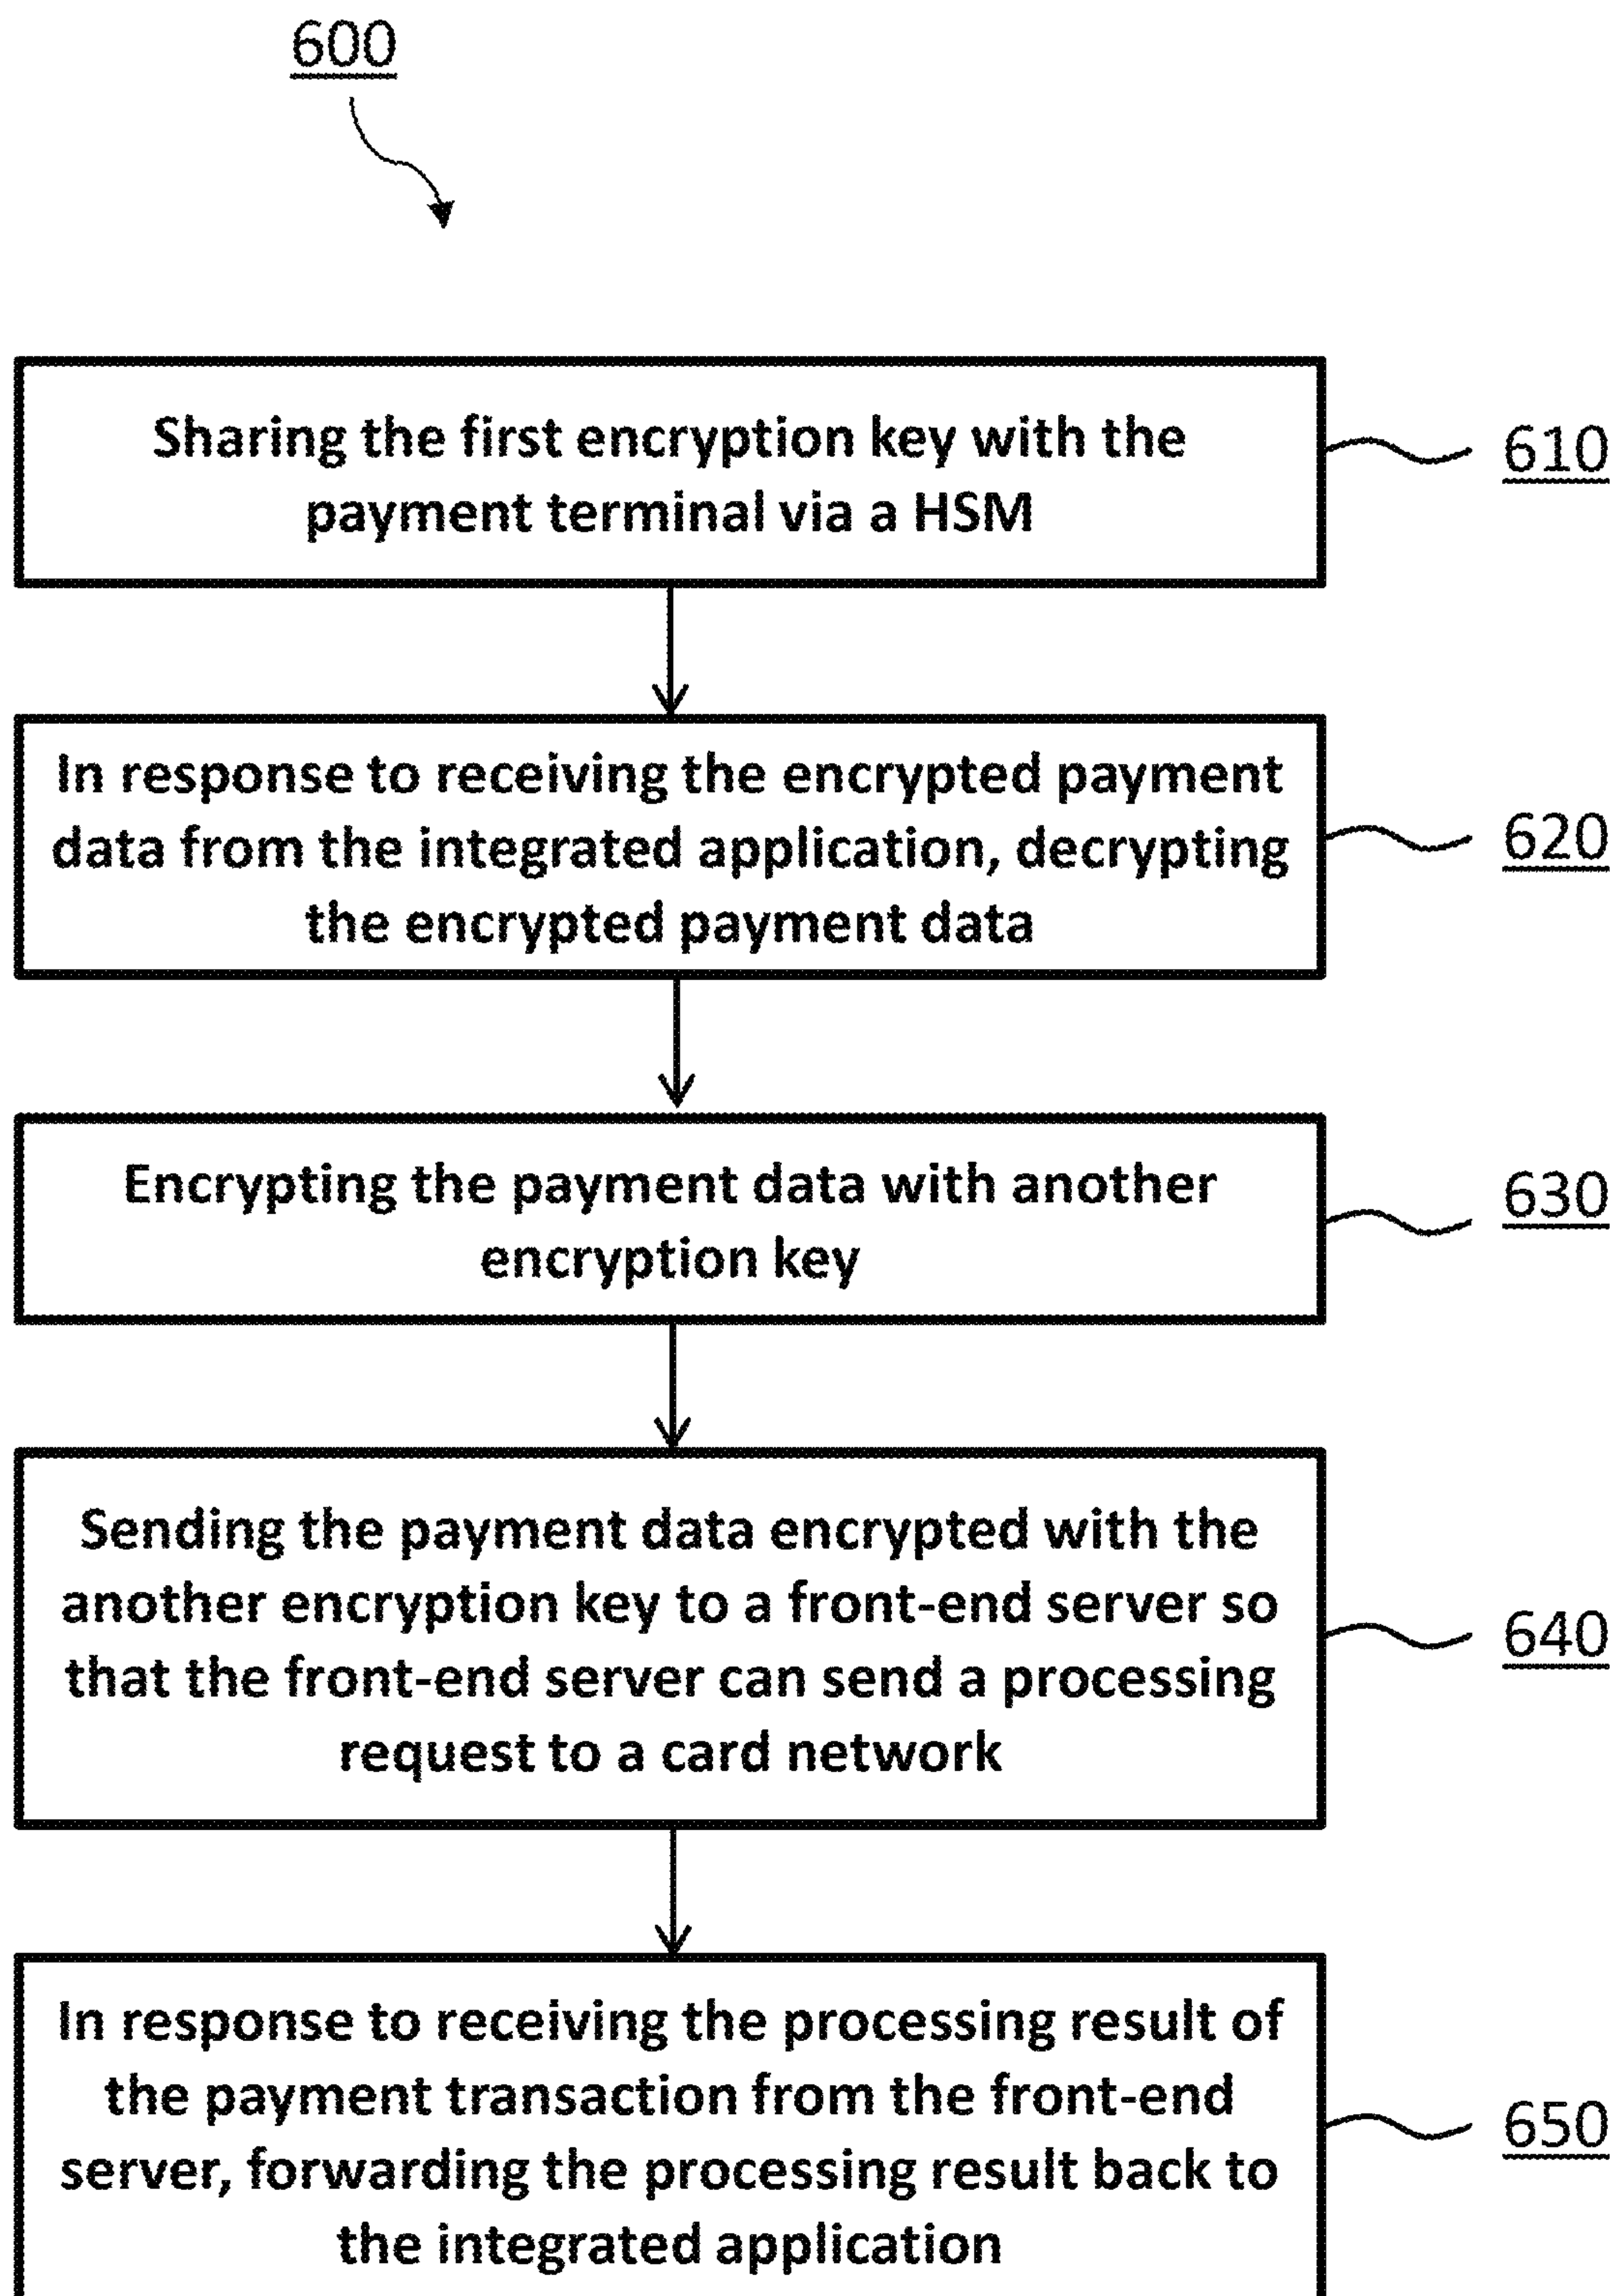 600
Sharing the first encryption key with the
payment terminal via a HSM
610
In response to receiving the encrypted payment
data from the integrated application, decrypting
the encrypted payment data
620
Encrypting the payment data with another
encryption key
630
Sending the payment data encrypted with the
another encryption key to a front-end server so
that the front-end server can send a processing
request to a card network
640
In response to receiving the processing result of
the payment transaction from the front-end
server, forwarding the processing result back to
the integrated application
650